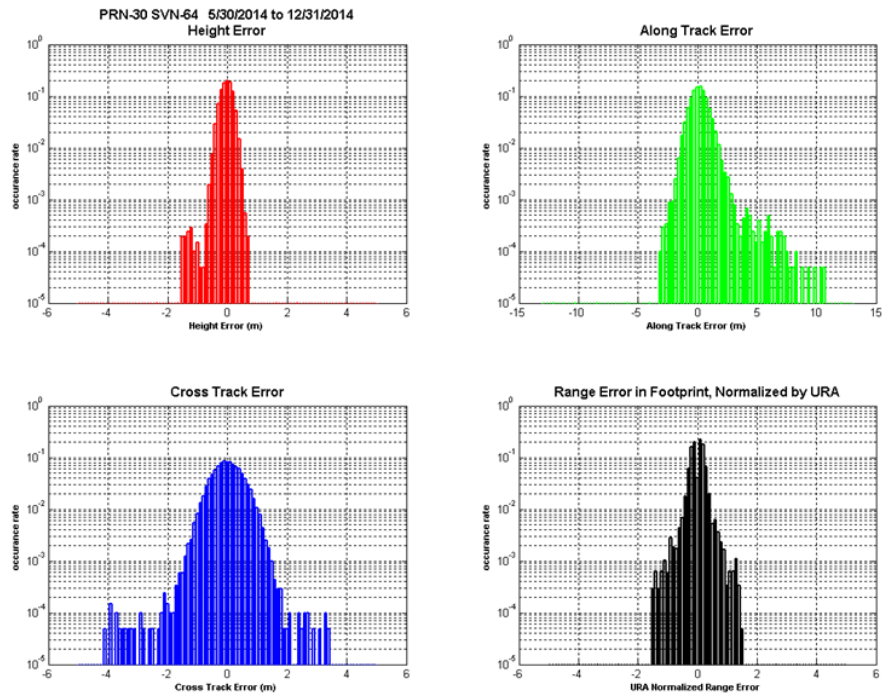 PRN-30 SVN-64 5/30/2014 to 12/31/2014
Height Error
10^0
10^-1
10^-2
10^-3
10^-4
10^-5
occurance rate
-6 -4 -2 0 2 4 6
Height Error (m)
Along Track Error
10^0
10^-1
10^-2
10^-3
10^-4
10^-5
occurance rate
-15 -10 -5 0 5 10 15
Along Track Error (m)
Cross Track Error
10^0
10^-1
10^-2
10^-3
10^-4
10^-5
occurance rate
-6 -4 -2 0 2 4 6
Cross Track Error (m)
Range Error in Footprint, Normalized by URA
10^0
10^-1
10^-2
10^-3
10^-4
10^-5
occurance rate
-6 -4 -2 0 2 4 6
URA Normalized Range Error